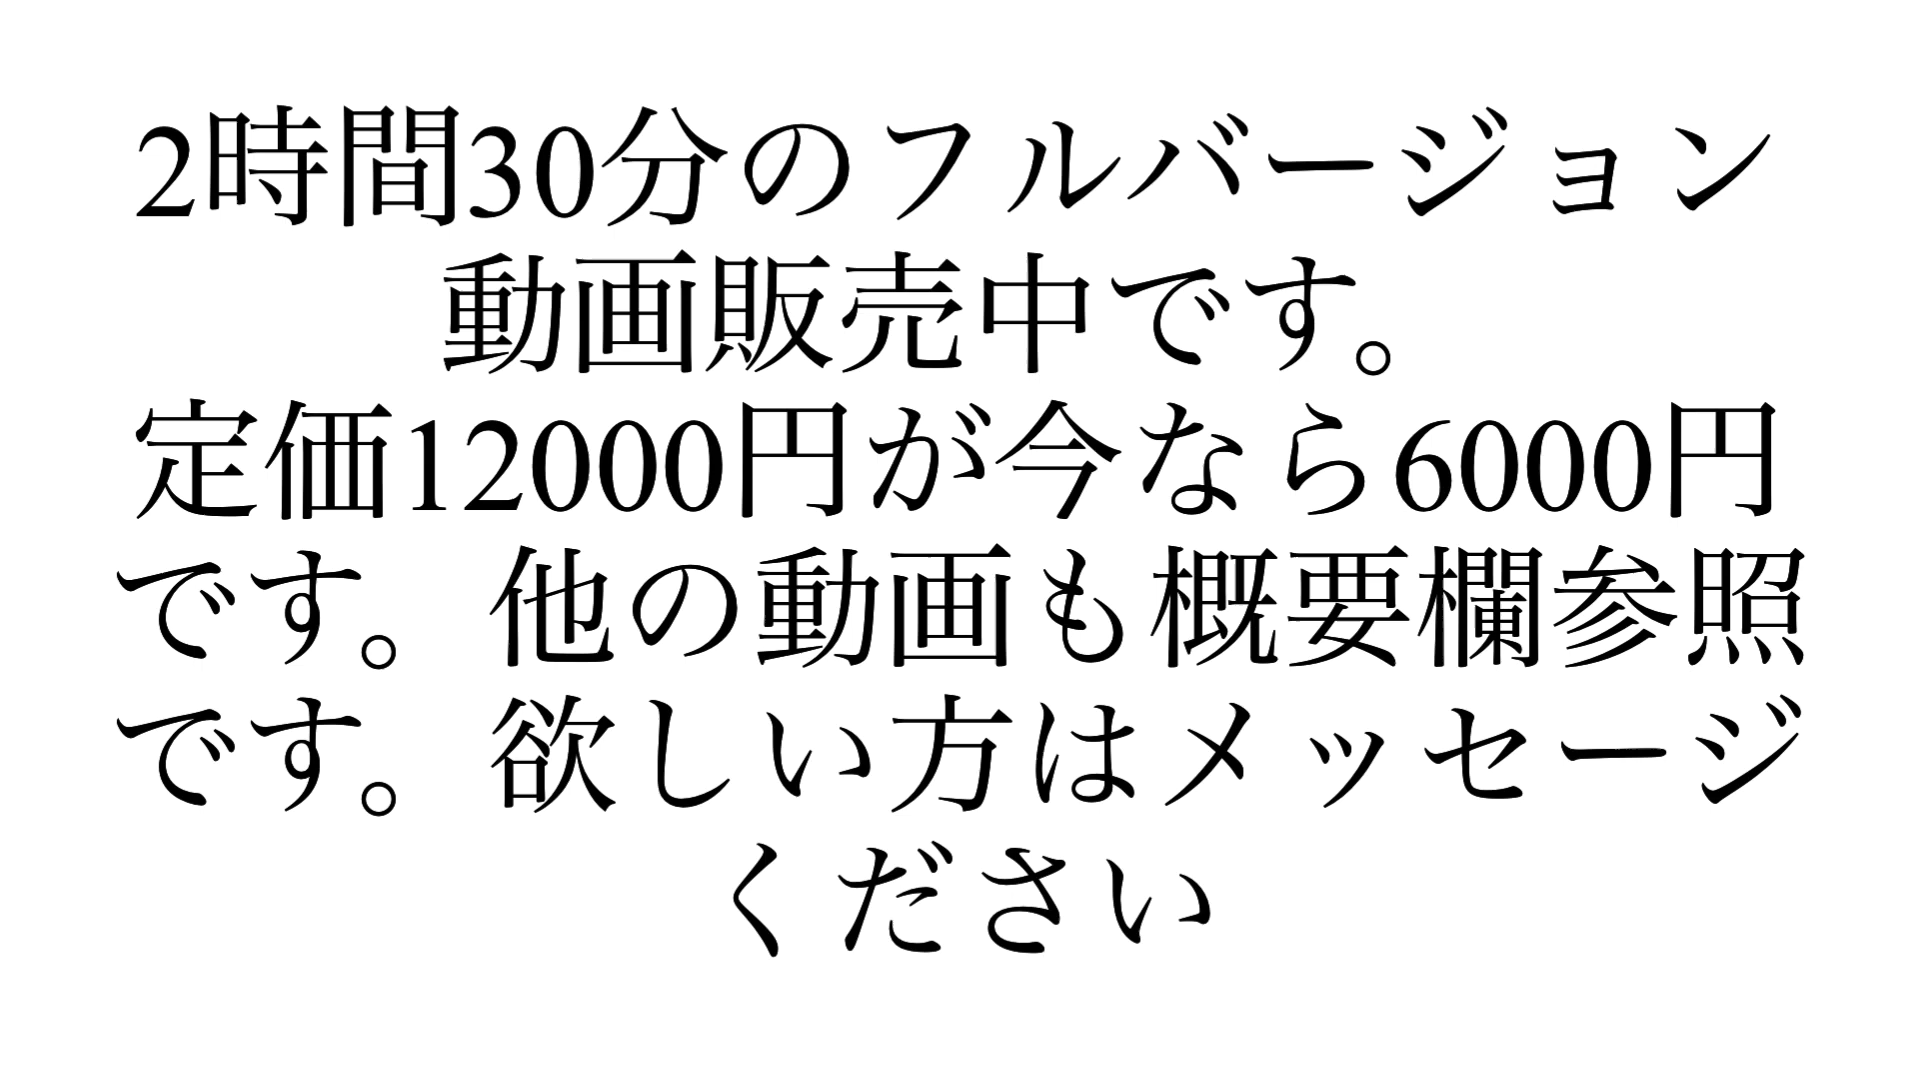 2時間30分のフルバージョン
動画販売中です。
定価12000円が今なら6000円
です。他の動画も概要欄参照
です。欲しい方はメッセージ
ください